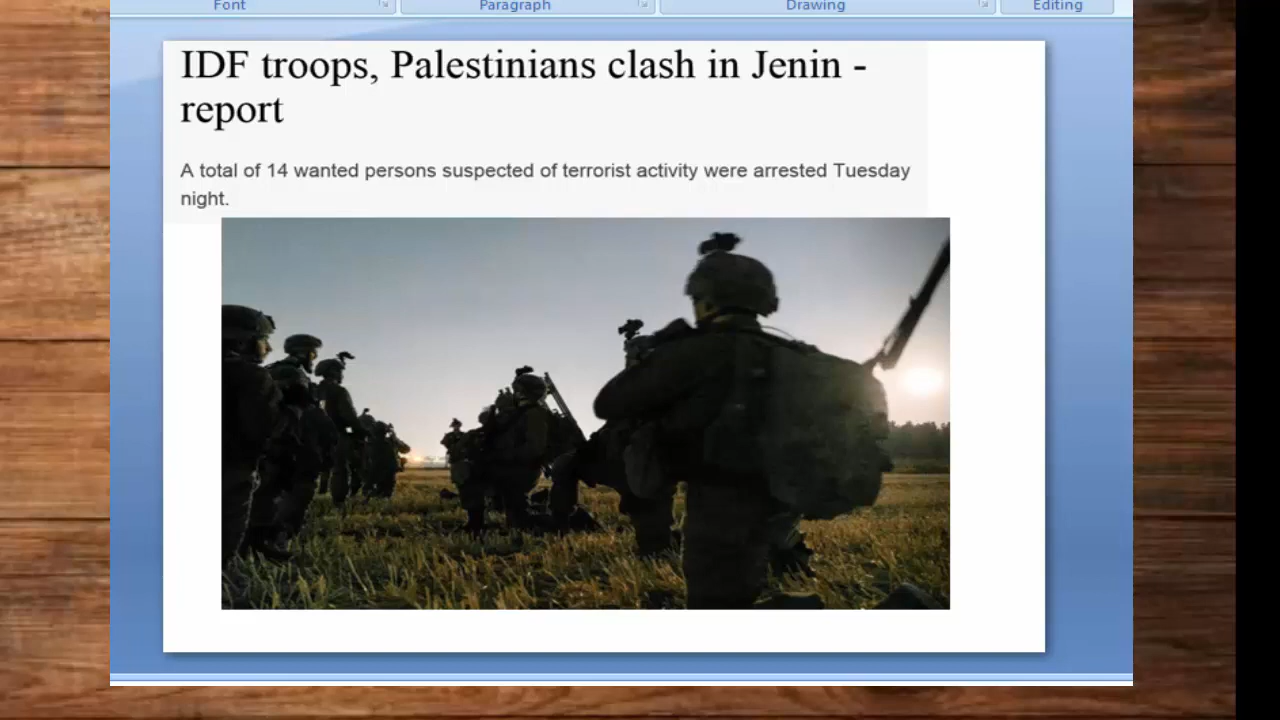 Font Paragraph Drawing Editing
IDF troops, Palestinians clash in Jenin -
report
A total of 14 wanted persons suspected of terrorist activity were arrested Tuesday
night.